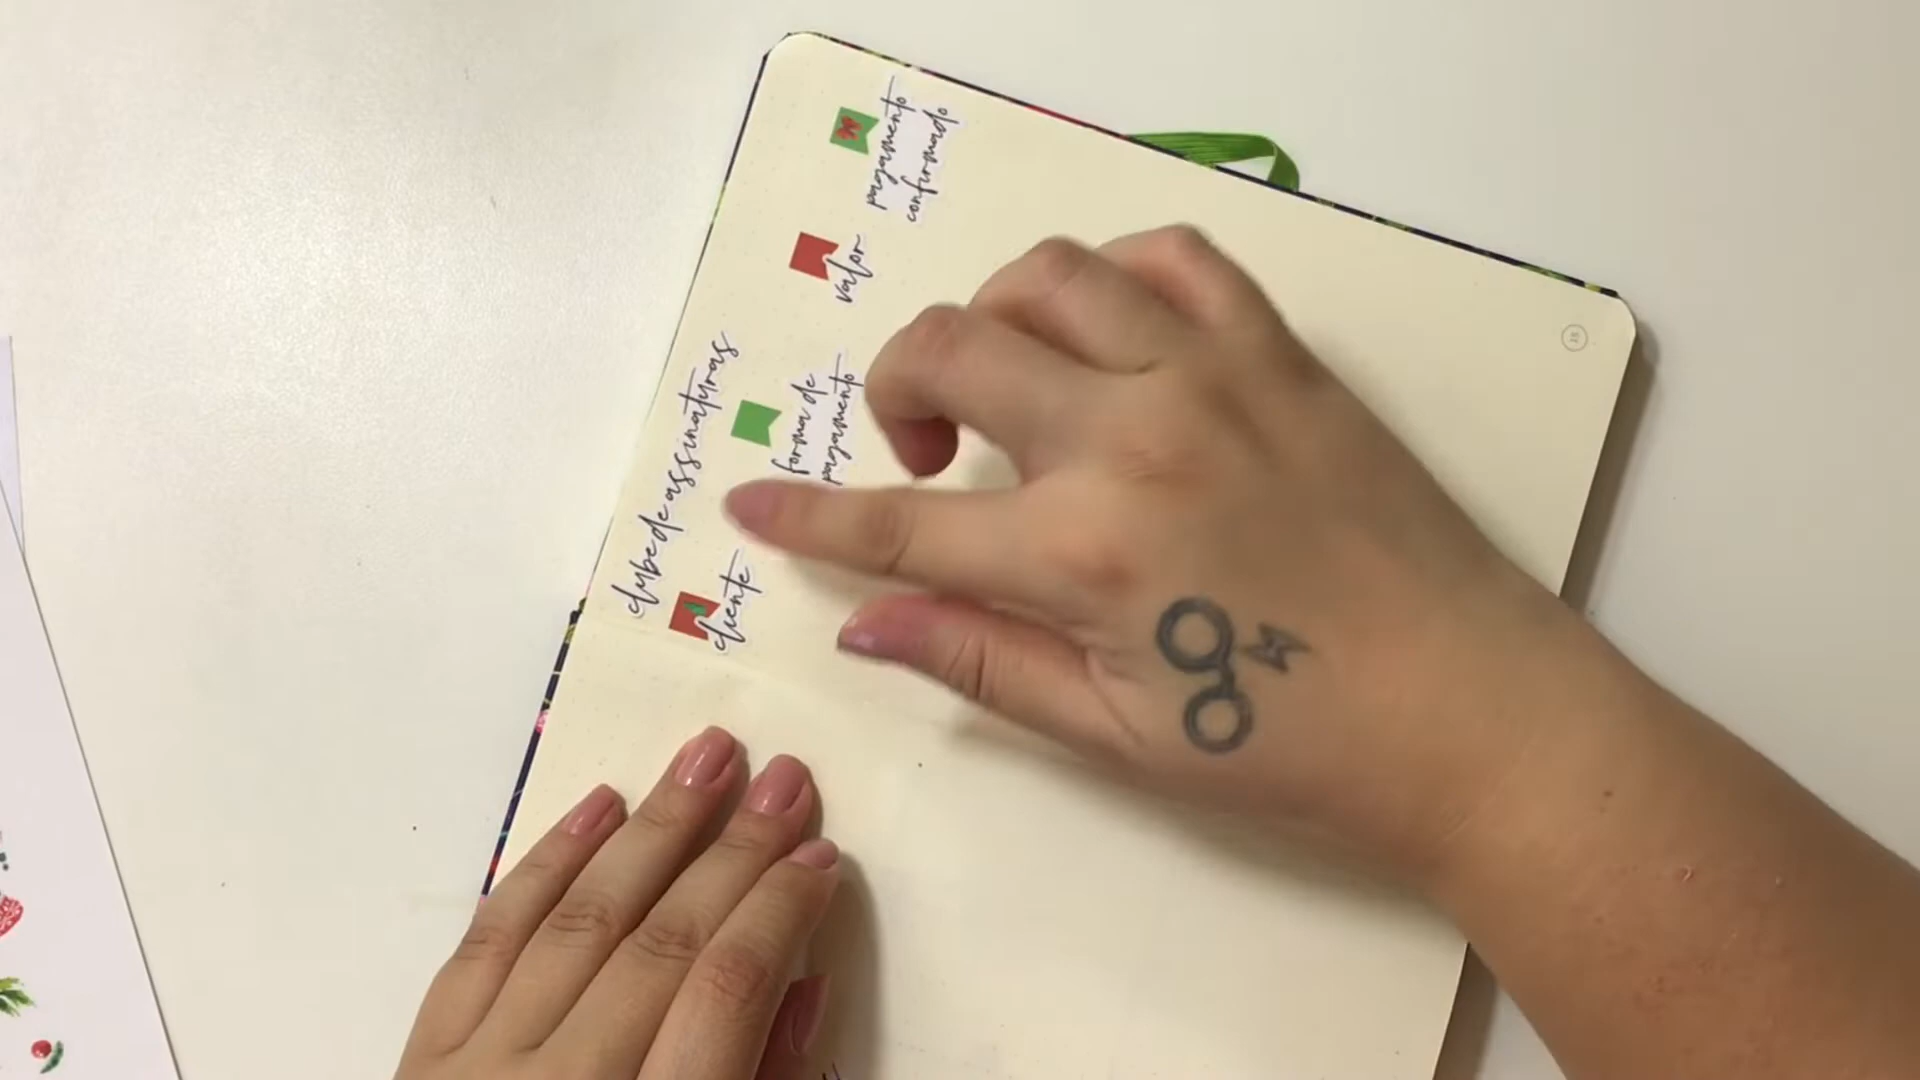 clube de assinaturas
cliente
forma de
pagamento
valor
pagamento
confirmado